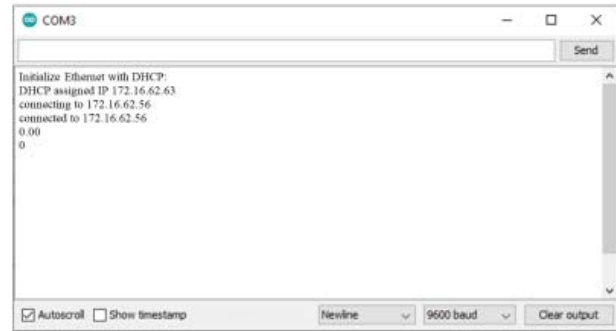 COM3
Send
Initialize Ethernet with DHCP:
DHCP assigned IP 172.16.62.63
connecting to 172.16.62.56
connected to 172.16.62.56
0.00
0
Autoscroll Show timestamp Newline 9600 baud Clear output